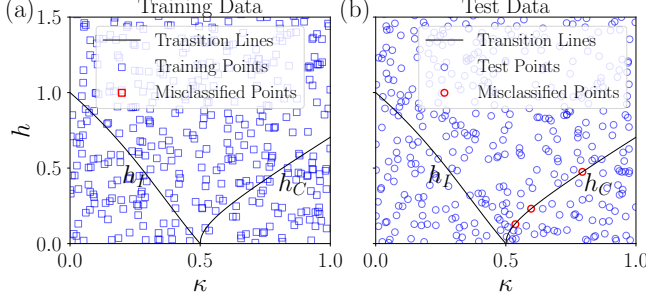 (a)
Training Data
Transition Lines
Training Points
Misclassified Points
1.5
1.0
0.5
0.0
h
h_I
h_C
0.0
0.5
1.0
κ
(b)
Test Data
Transition Lines
Test Points
Misclassified Points
h_I
h_C
0.0
0.5
1.0
κ